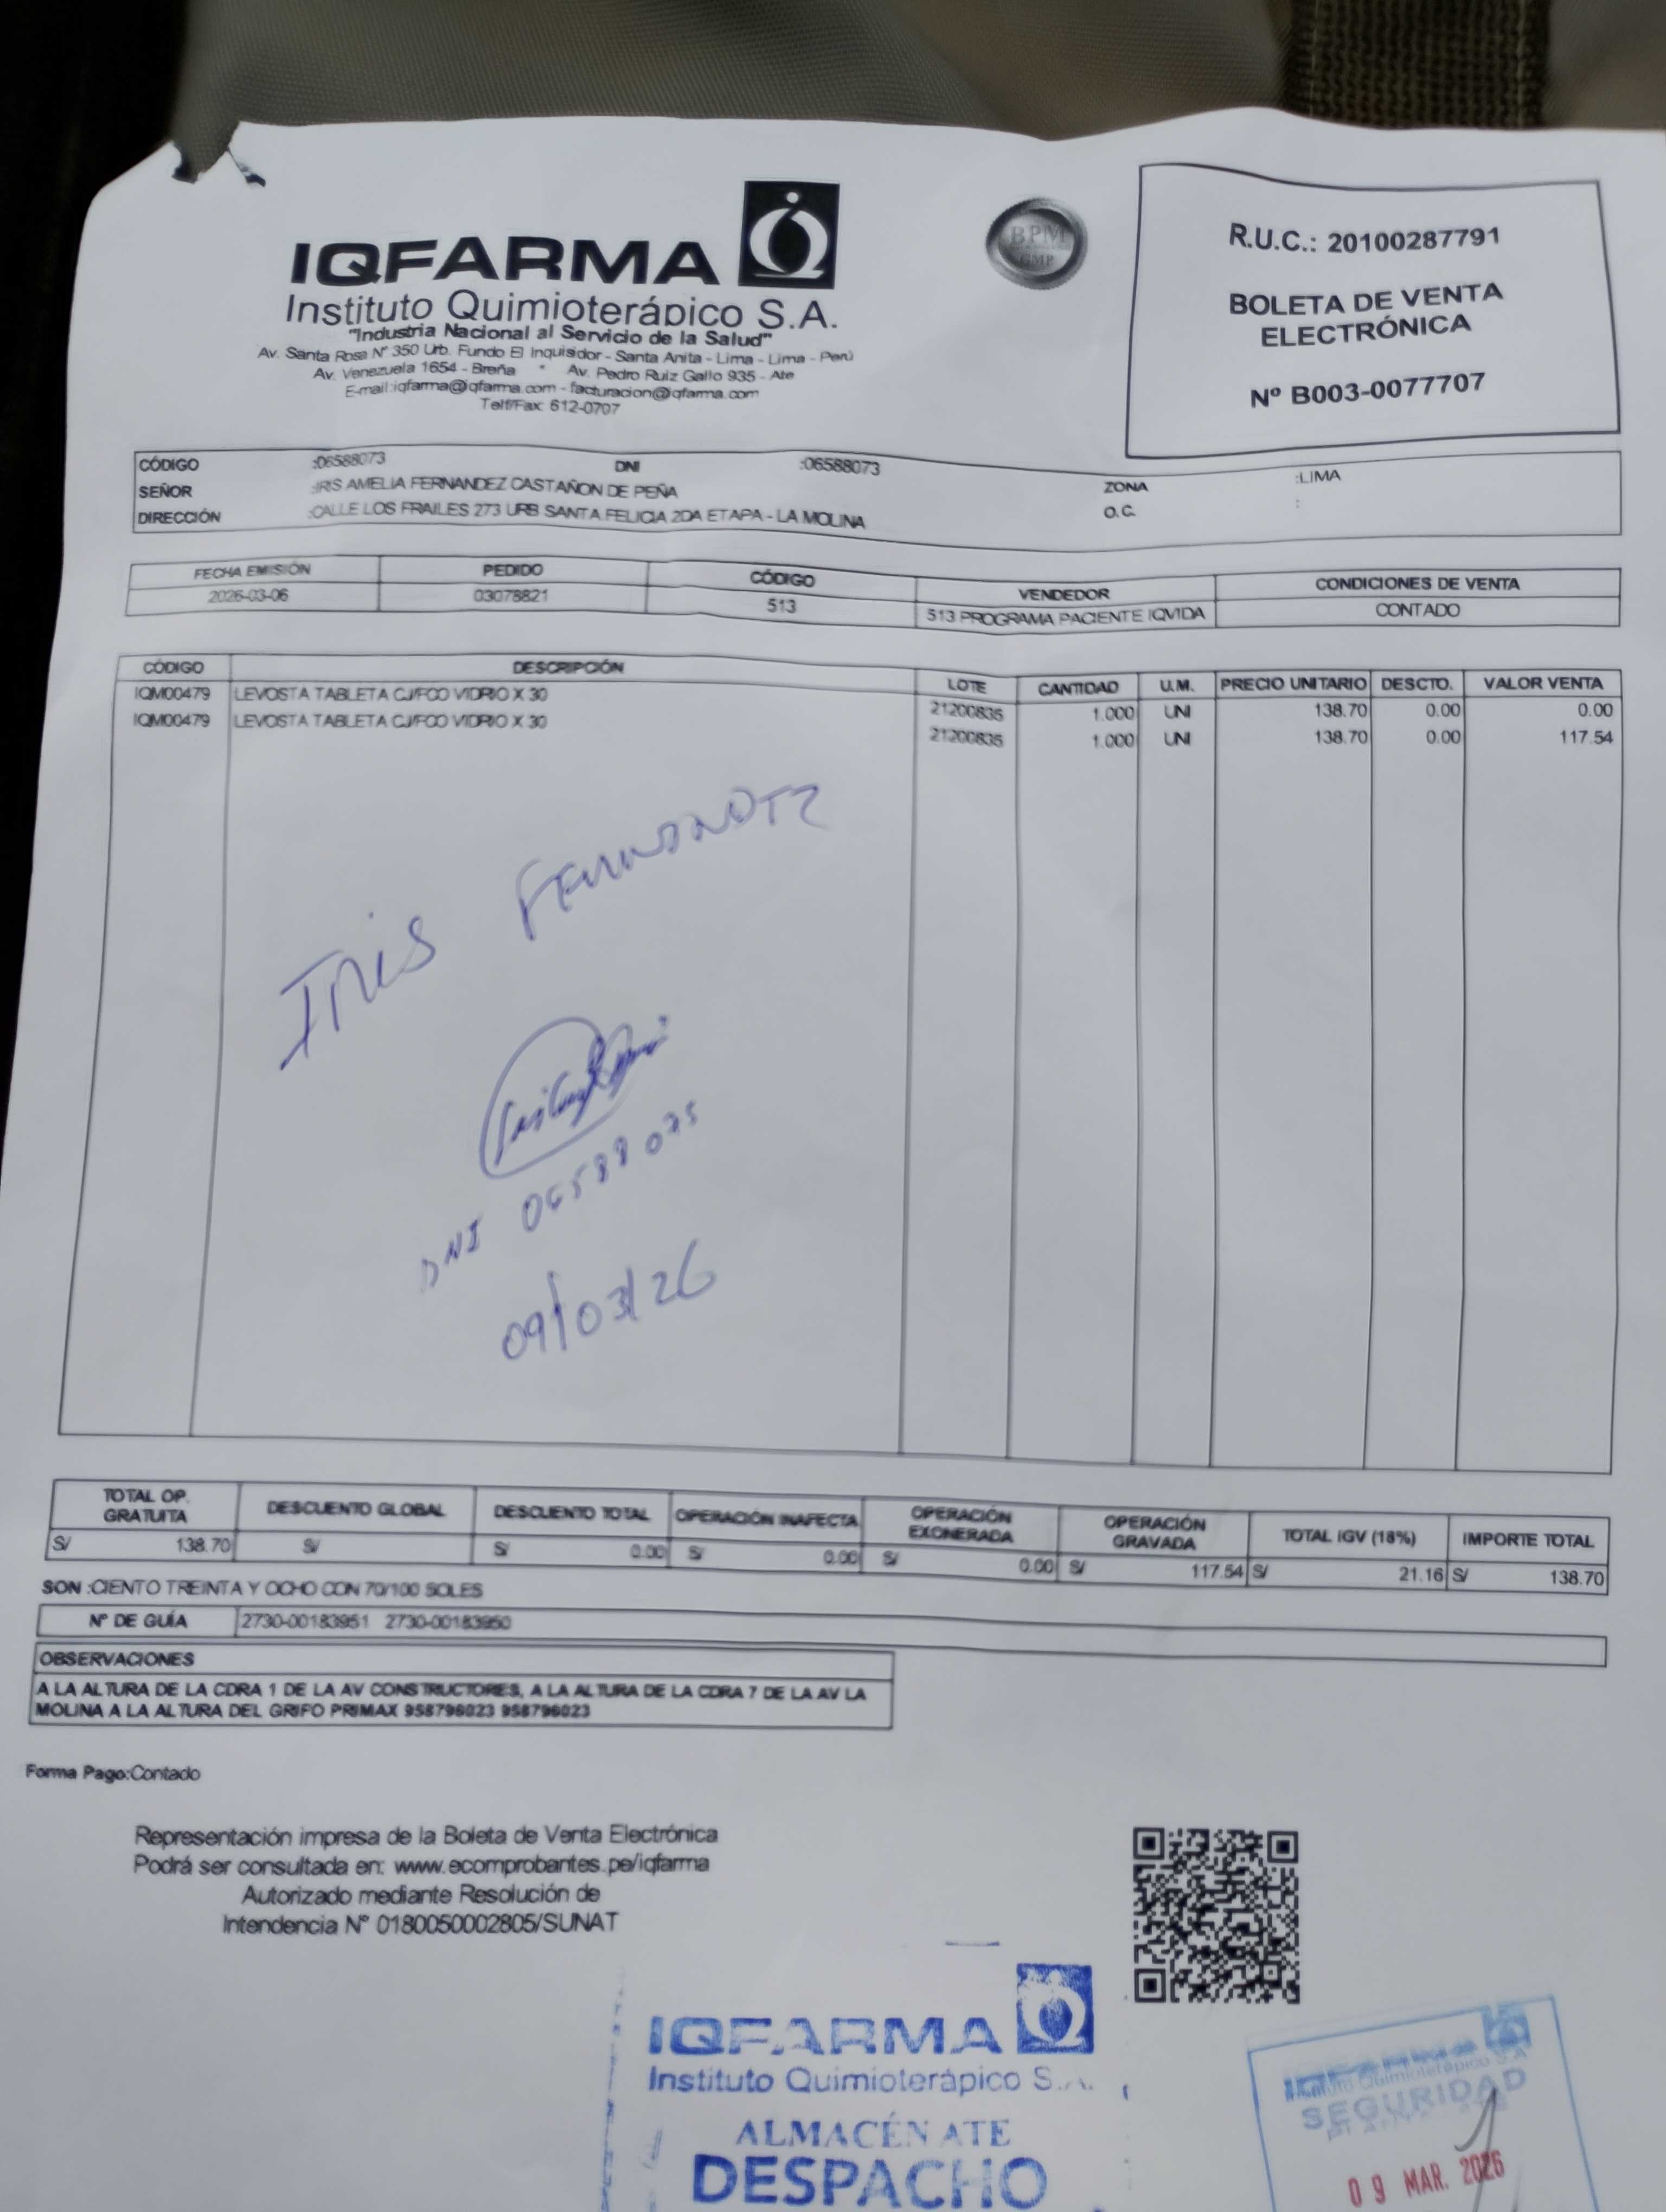 IQFARMA
Instituto Quimioterápico S.A.
"Industria Nacional al Servicio de la Salud"
Av. Santa Rosa Nº 350 Urb. Fundo El Inquisidor - Santa Anita - Lima - Lima - Perú
Av. Venezuela 1654 - Breña * Av. Pedro Ruiz Gallo 935 - Ate
E-mail:iqfarma@iqfarma.com - facturacion@iqfarma.com
Telf/Fax: 612-0707
BPM
GMP
R.U.C.: 20100287791
BOLETA DE VENTA
ELECTRÓNICA
Nº B003-0077707
CÓDIGO :06588073 DNI :06588073
SEÑOR :IRIS AMELIA FERNANDEZ CASTAÑON DE PEÑA ZONA :LIMA
DIRECCIÓN :CALLE LOS FRAILES 273 URB SANTA FELICIA 2DA ETAPA - LA MOLINA O.C. :
FECHA EMISIÓN PEDIDO CÓDIGO VENDEDOR CONDICIONES DE VENTA
2026-03-06 03078821 513 513 PROGRAMA PACIENTE IQVIDA CONTADO
CÓDIGO DESCRIPCIÓN LOTE CANTIDAD U.M. PRECIO UNITARIO DESCTO. VALOR VENTA
IQM00479 LEVOSTA TABLETA CJ/FCO VIDRIO X 30 21200835 1.000 UNI 138.70 0.00 0.00
IQM00479 LEVOSTA TABLETA CJ/FCO VIDRIO X 30 21200835 1.000 UNI 138.70 0.00 117.54
IRIS FERNANDEZ
DNI 06588073
09/03/26
TOTAL OP. GRATUITA DESCUENTO GLOBAL DESCUENTO TOTAL OPERACIÓN INAFECTA OPERACIÓN EXONERADA OPERACIÓN GRAVADA TOTAL IGV (18%) IMPORTE TOTAL
S/ 138.70 S/ S/ 0.00 S/ 0.00 S/ 0.00 S/ 117.54 S/ 21.16 S/ 138.70
SON :CIENTO TREINTA Y OCHO CON 70/100 SOLES
Nº DE GUÍA 2730-00183951 2730-00183950
OBSERVACIONES
A LA ALTURA DE LA CDRA 1 DE LA AV CONSTRUCTORES, A LA ALTURA DE LA CDRA 7 DE LA AV LA
MOLINA A LA ALTURA DEL GRIFO PRIMAX 958796023 958796023
Forma Pago:Contado
Representación impresa de la Boleta de Venta Electrónica
Podrá ser consultada en: www.ecomprobantes.pe/iqfarma
Autorizado mediante Resolución de
Intendencia Nº 0180050002805/SUNAT
IQFARMA
Instituto Quimioterápico S.A.
ALMACÉN ATE
DESPACHO
IQFARMA
Instituto Quimioterápico S.A.
SEGURIDAD
09 MAR. 2026